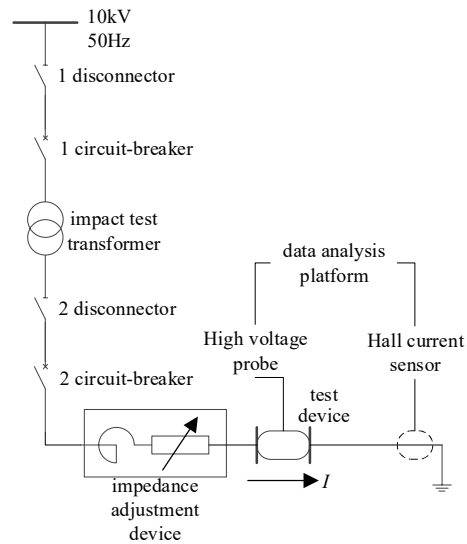 10kV
50Hz
1 disconnector
1 circuit-breaker
impact test
transformer
2 disconnector
2 circuit-breaker
data analysis
platform
High voltage
probe
Hall current
sensor
test
device
I
impedance
adjustment
device